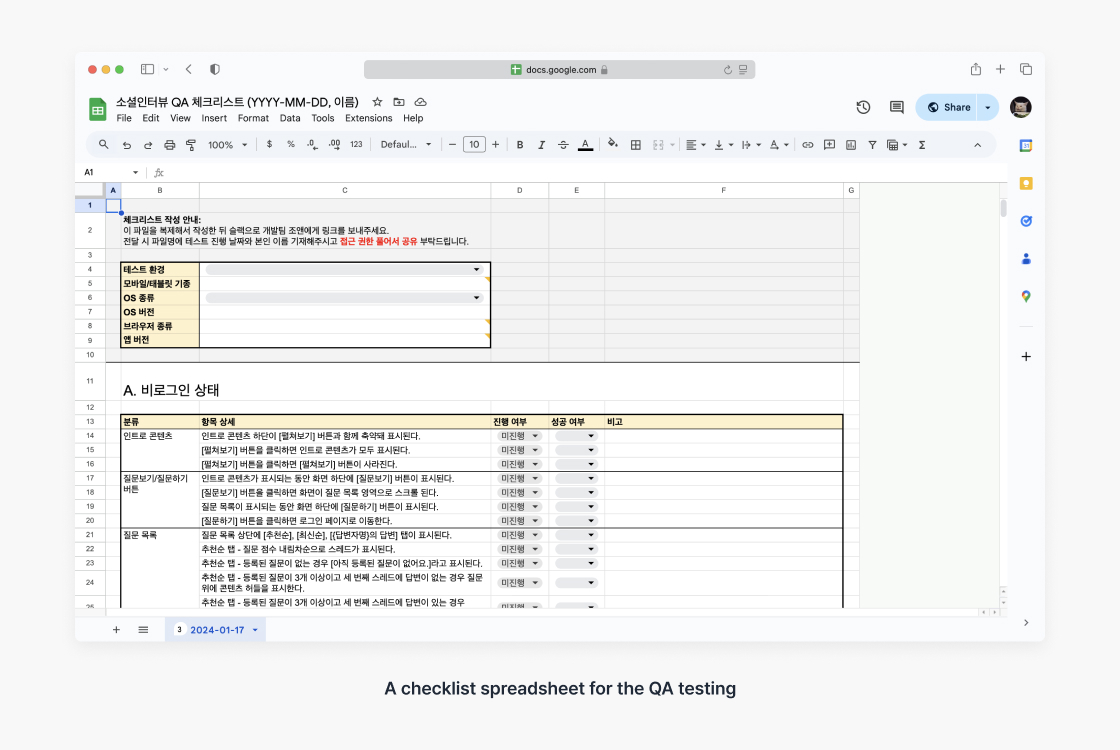 docs.google.com
소셜인터뷰 QA 체크리스트 (YYYY-MM-DD, 이름)
File Edit View Insert Format Data Tools Extensions Help
Share
100% $ % .0 .00 123 Defaul... 10 B I A
A1 fx
A B C D E F G
1
2 체크리스트 작성 안내:
이 파일을 복제해서 작성한 뒤 슬랙으로 개발팀 조앤에게 링크를 보내주세요.
전달 시 파일명에 테스트 진행 날짜와 본인 이름 기재해주시고 접근 권한 풀어서 공유 부탁드립니다.
3
4 테스트 환경
5 모바일/태블릿 기종
6 OS 종류
7 OS 버전
8 브라우저 종류
9 앱 버전
10
11 A. 비로그인 상태
12
13 분류 항목 상세 진행 여부 성공 여부 비고
14 인트로 콘텐츠 인트로 콘텐츠 하단이 [펼쳐보기] 버튼과 함께 축약돼 표시된다. 미진행
15 [펼쳐보기] 버튼을 클릭하면 인트로 콘텐츠가 모두 표시된다. 미진행
16 [펼쳐보기] 버튼을 클릭하면 [펼쳐보기] 버튼이 사라진다. 미진행
17 질문보기/질문하기 버튼 인트로 콘텐츠가 표시되는 동안 화면 하단에 [질문보기] 버튼이 표시된다. 미진행
18 [질문보기] 버튼을 클릭하면 화면이 질문 목록 영역으로 스크롤 된다. 미진행
19 질문 목록이 표시되는 동안 화면 하단에 [질문하기] 버튼이 표시된다. 미진행
20 [질문하기] 버튼을 클릭하면 로그인 페이지로 이동한다. 미진행
21 질문 목록 질문 목록 상단에 [추천순], [최신순], [{답변자명}의 답변] 탭이 표시된다. 미진행
22 추천순 탭 - 질문 점수 내림차순으로 스레드가 표시된다. 미진행
23 추천순 탭 - 등록된 질문이 없는 경우 [아직 등록된 질문이 없어요.]라고 표시된다. 미진행
24 추천순 탭 - 등록된 질문이 3개 이상이고 세 번째 스레드에 답변이 없는 경우 질문 미진행
위에 콘텐츠 허들을 표시한다.
25 추천순 탭 - 등록된 질문이 3개 이상이고 세 번째 스레드에 답변이 있는 경우 미진행
3 2024-01-17
A checklist spreadsheet for the QA testing